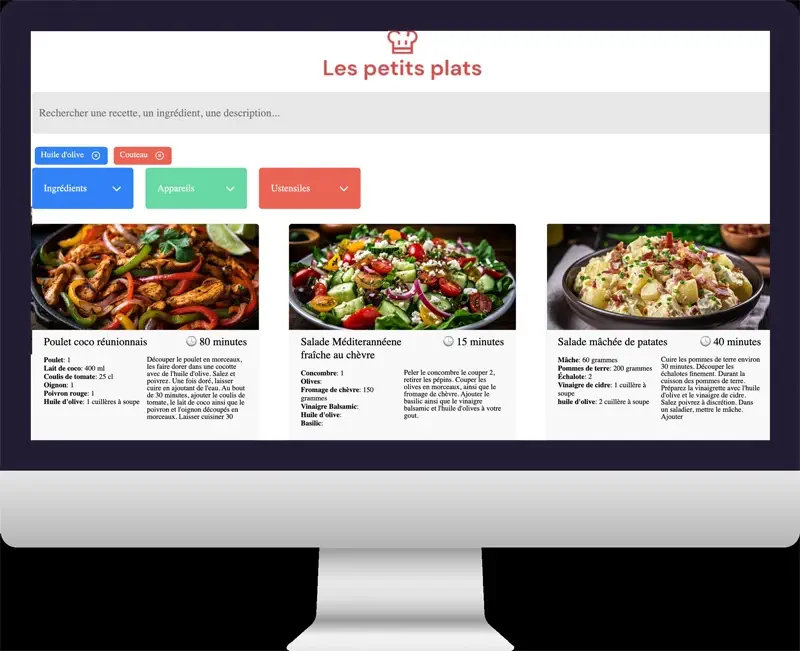 Les petits plats
Rechercher une recette, un ingrédient, une description...
Huile d'olive
Couteau
Ingrédients
Appareils
Ustensiles
Poulet coco réunionnais
80 minutes
Poulet: 1
Lait de coco: 400 ml
Coulis de tomate: 25 cl
Oignon: 1
Poivron rouge: 1
Huile d'olive: 1 cuillères à soupe
Découper le poulet en morceaux,
les faire dorer dans une cocotte
avec de l'huile d'olive. Salez et
poivrez. Une fois doré, laisser
cuire en ajoutant de l'eau. Au bout
de 30 minutes, ajouter le coulis de
tomate, le lait de coco ainsi que le
poivron et l'oignon découpés en
morceaux. Laisser cuisiner 30
Salade Méditerannéene
fraîche au chèvre
15 minutes
Concombre: 1
Olives:
Fromage de chèvre: 150
grammes
Vinaigre Balsamic:
Huile d'olive:
Basilic:
Peler le concombre le couper 2,
retirer les pépins. Couper les
olives en morceaux, ainsi que le
fromage de chèvre. Ajouter le
basilic ainsi que le vinaigre
balsamic et l'huile d'olives à votre
gout.
Salade mâchée de patates
40 minutes
Mâche: 60 grammes
Pommes de terre: 200 grammes
Échalote: 2
Vinaigre de cidre: 1 cuillère à
soupe
huile d'olive: 2 cuillère à soupe
Cuire les pommes de terre environ
30 minutes. Découper les
échalotes finement. Durant la
cuisson des pommes de terre.
Préparez la vinaigrette avec l'huile
d'olive et le vinaigre de cidre.
Salez poivrez à discrétion. Dans
un saladier, mettre le mâche.
Ajouter